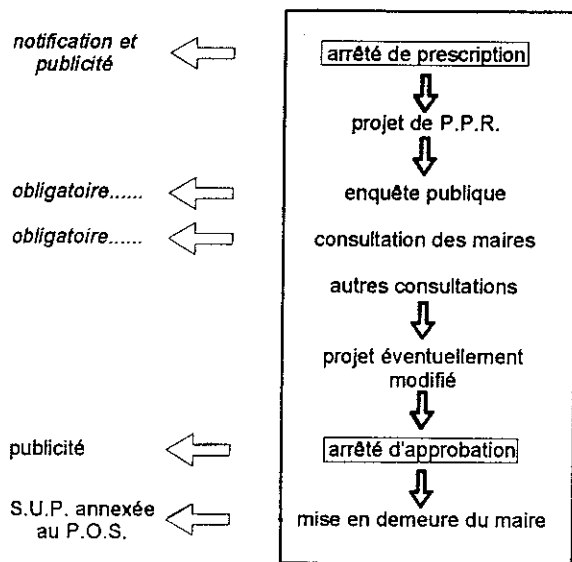 notification et
publicité
arrêté de prescription
projet de P.P.R.
obligatoire......
enquête publique
obligatoire......
consultation des maires
autres consultations
projet éventuellement
modifié
publicité
arrêté d'approbation
S.U.P. annexée
au P.O.S.
mise en demeure du maire